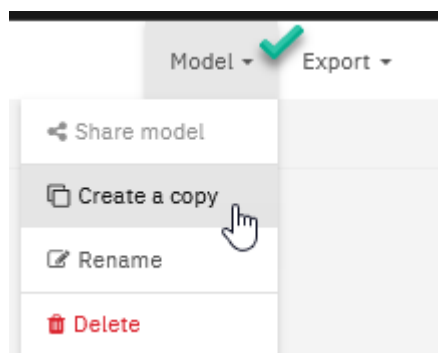 Model Export
Share model
Create a copy
Rename
Delete